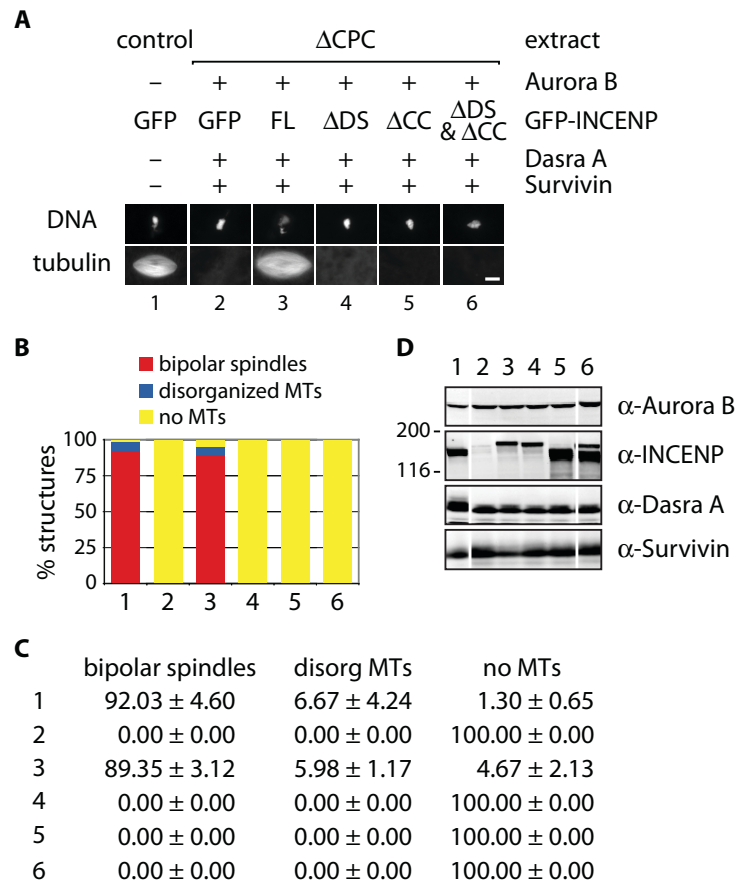 A
control ΔCPC extract
– + + + + + Aurora B
GFP GFP FL ΔDS ΔCC ΔDS & ΔCC GFP-INCENP
– + + + + + Dasra A
– + + + + + Survivin
DNA
tubulin
1 2 3 4 5 6
B
bipolar spindles
disorganized MTs
no MTs
% structures
100
75
50
25
0
1 2 3 4 5 6
D
1 2 3 4 5 6
α-Aurora B
200 -
α-INCENP
116 -
α-Dasra A
α-Survivin
C
bipolar spindles disorg MTs no MTs
1 92.03 ± 4.60 6.67 ± 4.24 1.30 ± 0.65
2 0.00 ± 0.00 0.00 ± 0.00 100.00 ± 0.00
3 89.35 ± 3.12 5.98 ± 1.17 4.67 ± 2.13
4 0.00 ± 0.00 0.00 ± 0.00 100.00 ± 0.00
5 0.00 ± 0.00 0.00 ± 0.00 100.00 ± 0.00
6 0.00 ± 0.00 0.00 ± 0.00 100.00 ± 0.00